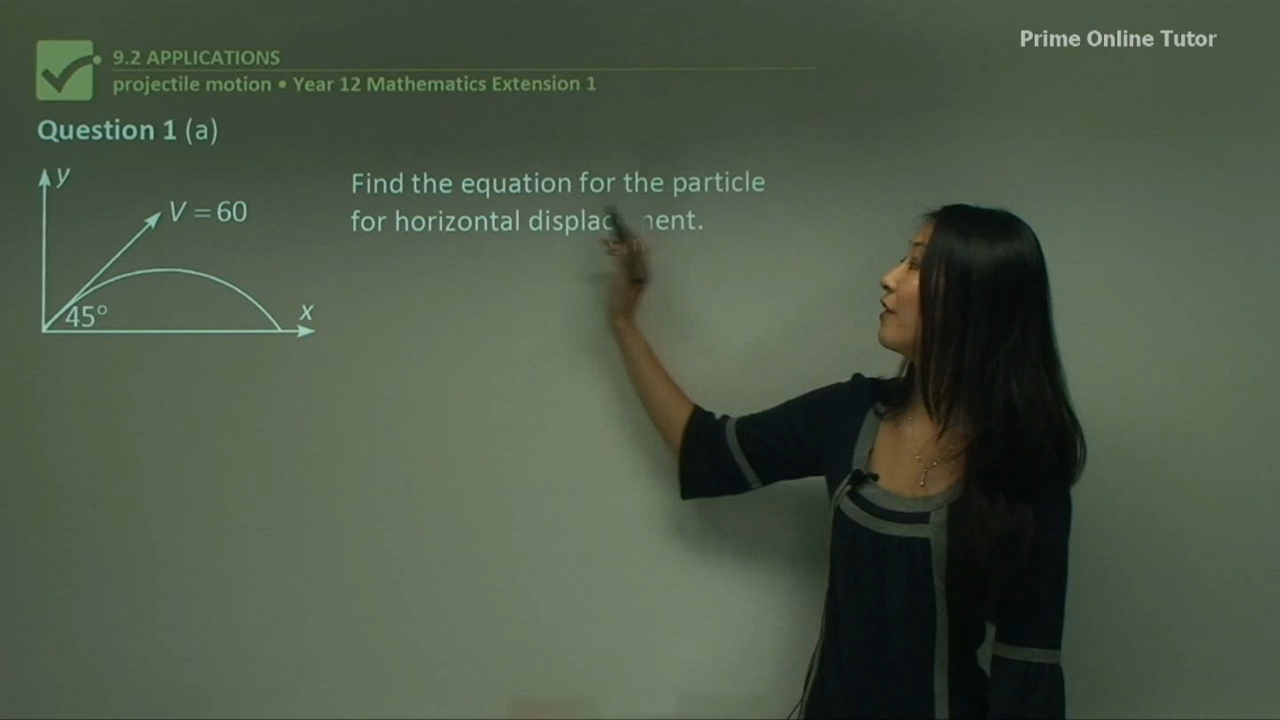 Prime Online Tutor
9.2 APPLICATIONS
projectile motion • Year 12 Mathematics Extension 1
Question 1 (a)
y
V = 60
45°
x
Find the equation for the particle
for horizontal displacement.